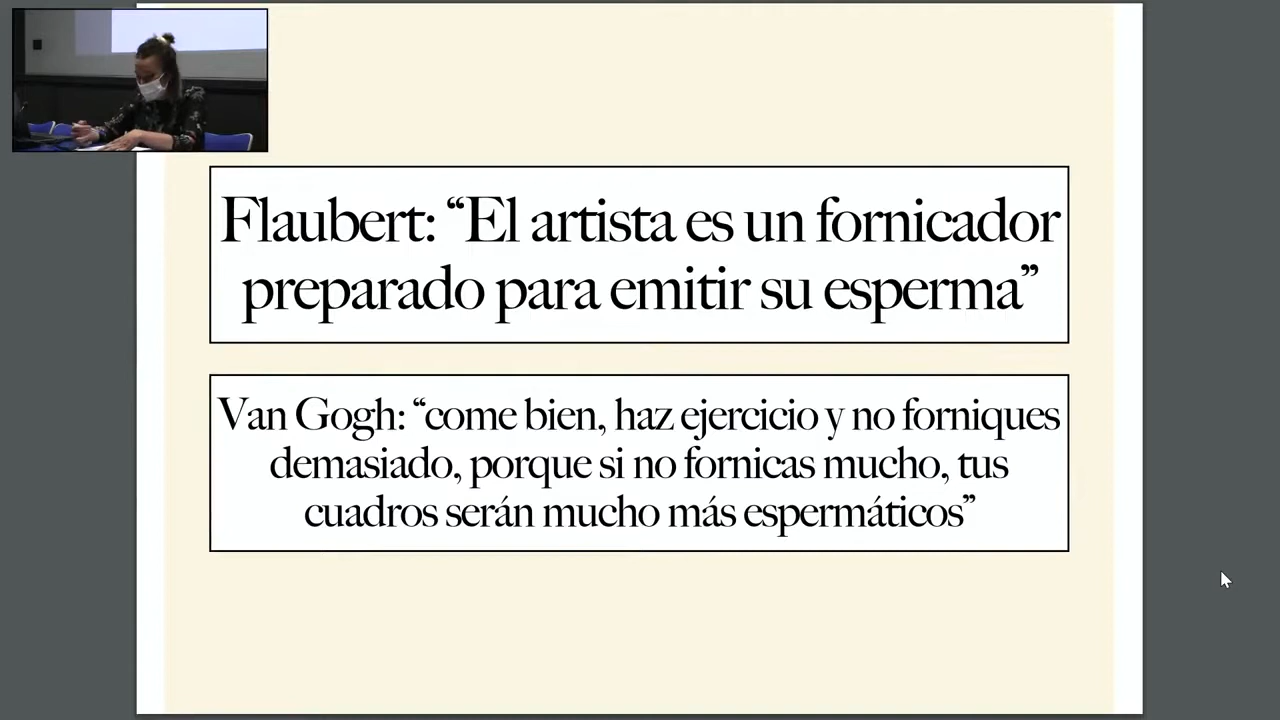 Flaubert: “El artista es un fornicador
preparado para emitir su esperma”
Van Gogh: “come bien, haz ejercicio y no forniques
demasiado, porque si no fornicas mucho, tus
cuadros serán mucho más espermáticos”